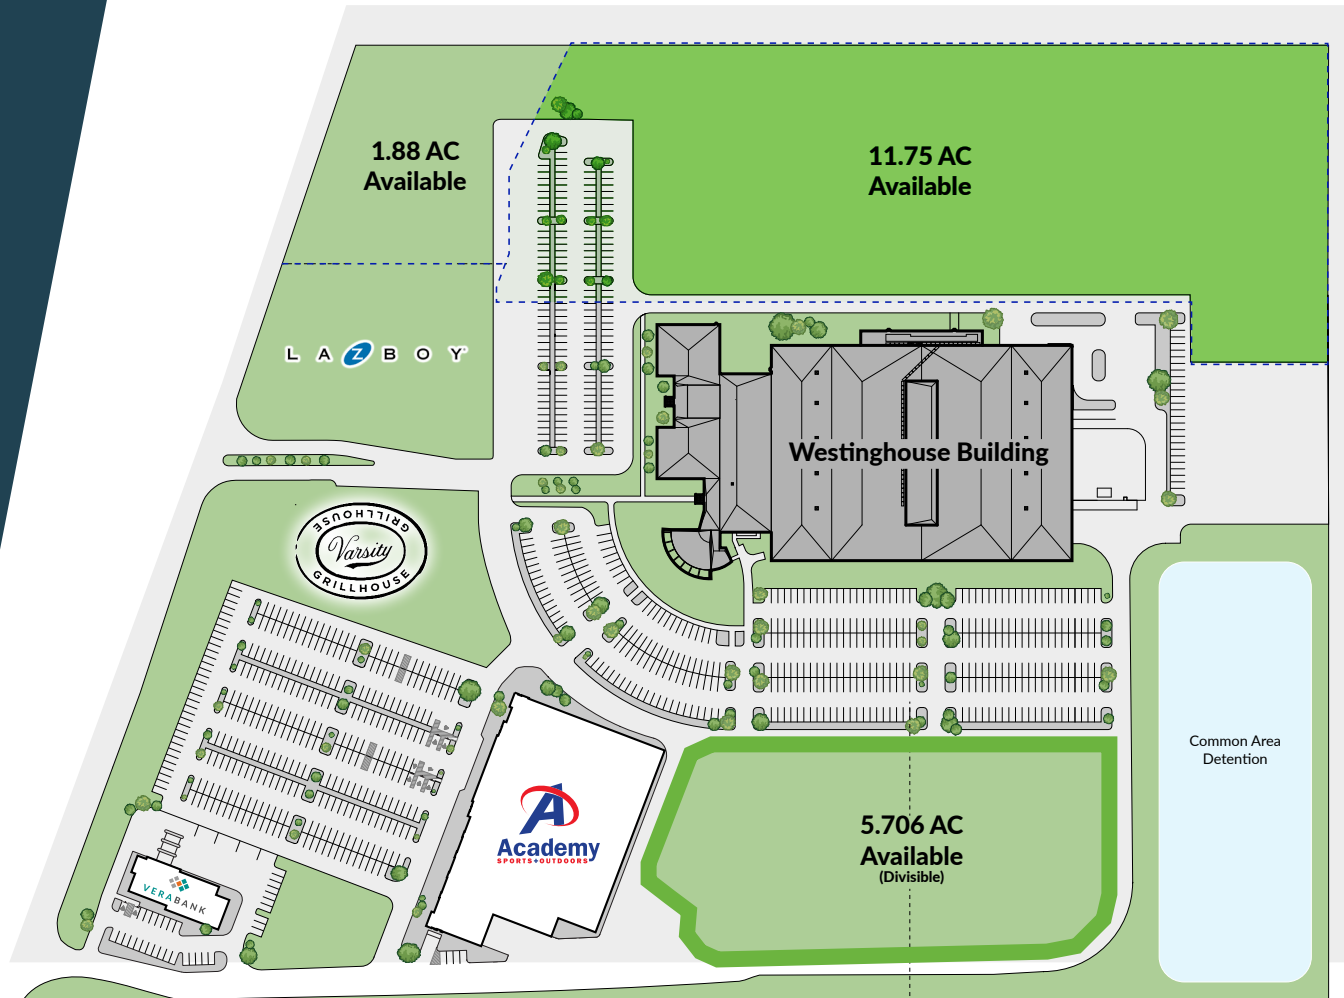 1.88 AC
Available
11.75 AC
Available
LAZBOY
Westinghouse Building
GRILLHOUSE
Varsity
GRILLHOUSE
Common Area
Detention
5.706 AC
Available
(Divisible)
Academy
SPORTS+OUTDOORS
VERABANK